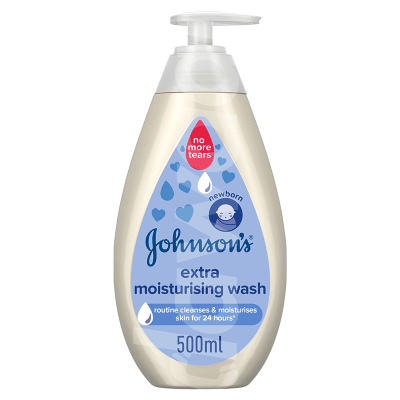 no
more
tears
newborn
Johnson's®
extra
moisturising wash
routine cleanses & moisturises
skin for 24 hours*
500ml